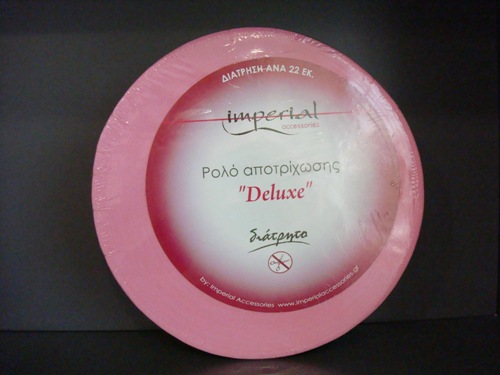 ΔΙΑΤΡΗΣΗ ΑΝΑ 22 ΕΚ.
imperial
accessories
Ρολό αποτρίχωσης
"Deluxe"
διάτρητο
by: Imperial Accessories www.imperialaccessories.gr